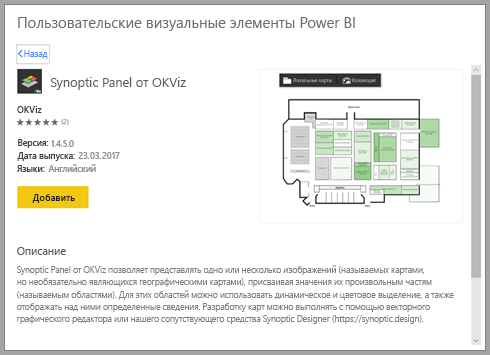 Пользовательские визуальные элементы Power BI
Назад
Synoptic Panel от OKViz
OKViz
(2)
Версия: 1.4.5.0
Дата выпуска: 23.03.2017
Языки: Английский
Добавить
Локальные карты
Коллекция
Описание
Synoptic Panel от OKViz позволяет представлять одно или несколько изображений (называемых картами,
но необязательно являющихся географическими картами), присваивая значения их произвольным частям
(называемым областями). Для этих областей можно использовать динамическое и цветовое выделение, а также
отображать над ними определенные сведения. Разработку карт можно выполнять с помощью векторного
графического редактора или нашего сопутствующего средства Synoptic Designer (https://synoptic.design).